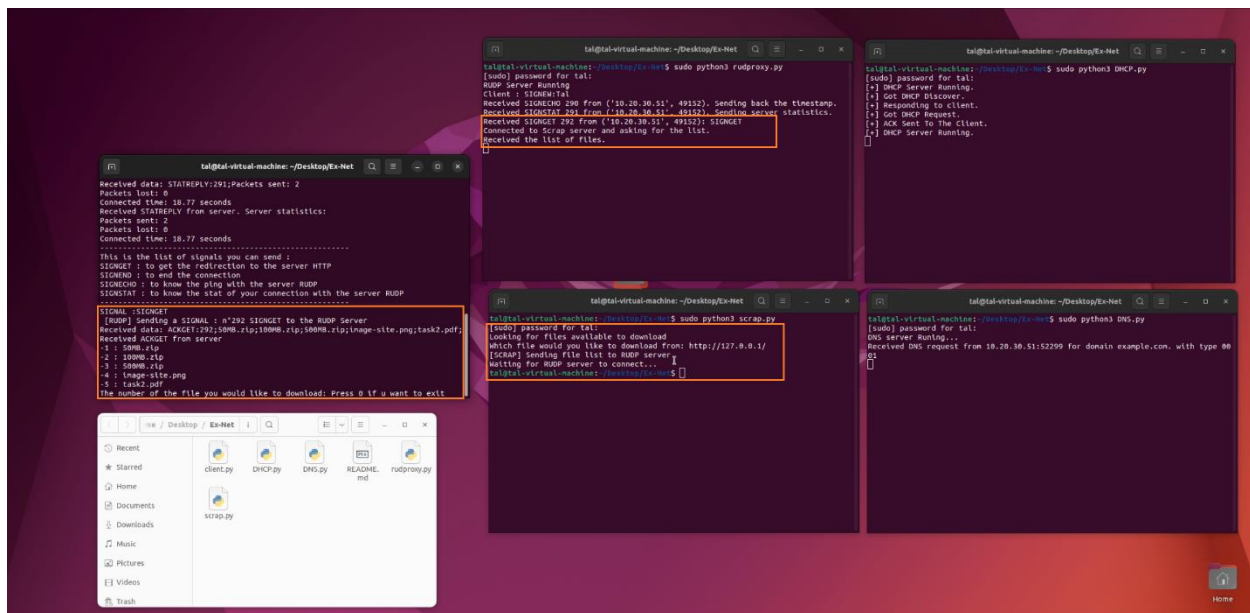 tal@tal-virtual-machine: ~/Desktop/Ex-Net
tal@tal-virtual-machine:~/Desktop/Ex-Net$ sudo python3 rudproxy.py
[sudo] password for tal:
RUDP Server Running
Client : SIGNEW:Tal
Received SIGNECHO 290 from ('10.20.30.51', 49152). Sending back the timestamp.
Received SIGNSTAT 291 from ('10.20.30.51', 49152). Sending server statistics.
Received SIGNGET 292 from ('10.20.30.51', 49152): SIGNGET
Connected to Scrap server and asking for the list.
Received the list of files.
tal@tal-virtual-machine: ~/Desktop/Ex-Net
tal@tal-virtual-machine:~/Desktop/Ex-Net$ sudo python3 DHCP.py
[sudo] password for tal:
[+] DHCP Server Running.
[+] Got DHCP Discover.
[+] Responding to client.
[+] Got DHCP Request.
[+] ACK Sent To The Client.
[+] DHCP Server Running.
tal@tal-virtual-machine: ~/Desktop/Ex-Net
Received data: STATREPLY:291;Packets sent: 2
Packets lost: 0
Connected time: 18.77 seconds
Received STATREPLY from server. Server statistics:
Packets sent: 2
Packets lost: 0
Connected time: 18.77 seconds
--------------------------------------------------------
This is the list of signals you can send :
SIGNGET : to get the redirection to the server HTTP
SIGNEND : to end the connection
SIGNECHO : to know the ping with the server RUDP
SIGNSTAT : to know the stat of your connection with the server RUDP
--------------------------------------------------------
SIGNAL :SIGNGET
[RUDP] Sending a SIGNAL : n°292 SIGNGET to the RUDP Server
Received data: ACKGET:292;50MB.zip;100MB.zip;500MB.zip;image-site.png;task2.pdf;
Received ACKGET from server
-1 : 50MB.zip
-2 : 100MB.zip
-3 : 500MB.zip
-4 : image-site.png
-5 : task2.pdf
The number of the file you would like to download: Press 0 if u want to exit
tal@tal-virtual-machine: ~/Desktop/Ex-Net
tal@tal-virtual-machine:~/Desktop/Ex-Net$ sudo python3 scrap.py
[sudo] password for tal:
Looking for files available to download
Which file would you like to download from: http://127.0.0.1/
[SCRAP] Sending file list to RUDP server
Waiting for RUDP server to connect...
tal@tal-virtual-machine:~/Desktop/Ex-Net$
tal@tal-virtual-machine: ~/Desktop/Ex-Net
tal@tal-virtual-machine:~/Desktop/Ex-Net$ sudo python3 DNS.py
[sudo] password for tal:
DNS server Runing...
Received DNS request from 10.20.30.51:52299 for domain example.com. with type 00
01
Desktop / Ex-Net
Recent
Starred
Home
Documents
Downloads
Music
Pictures
Videos
Trash
client.py
DHCP.py
DNS.py
README.
md
rudproxy.py
scrap.py
Home